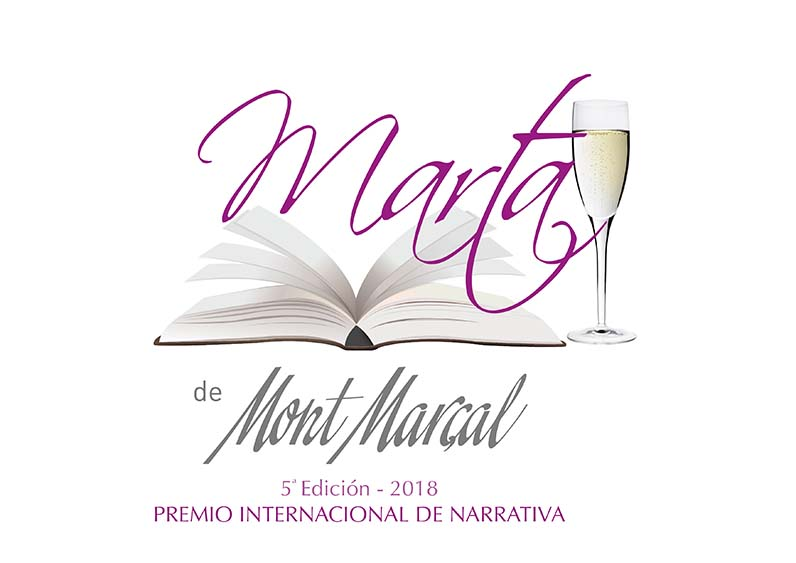 Marta
de Mont Marçal
5ª Edición - 2018
PREMIO INTERNACIONAL DE NARRATIVA